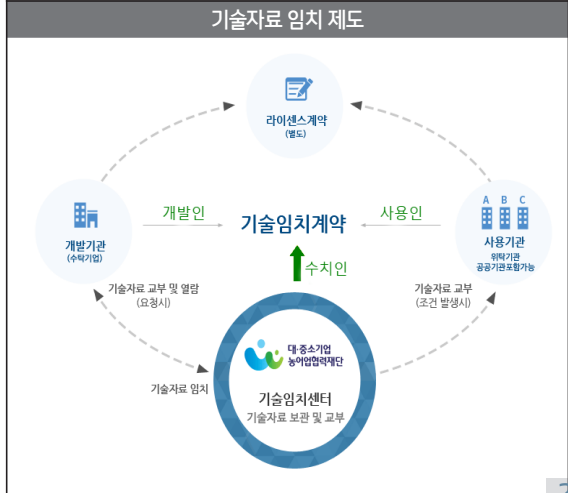 기술자료 임치 제도
라이센스계약
(별도)
개발인
기술임치계약
사용인
A B C
개발기관
(수탁기업)
사용기관
위탁기관
공공기관포함가능
수치인
기술자료 교부 및 열람
(요청시)
기술자료 교부
(조건 발생시)
대·중소기업
농어업협력재단
기술자료 임치
기술임치센터
기술자료 보관 및 교부